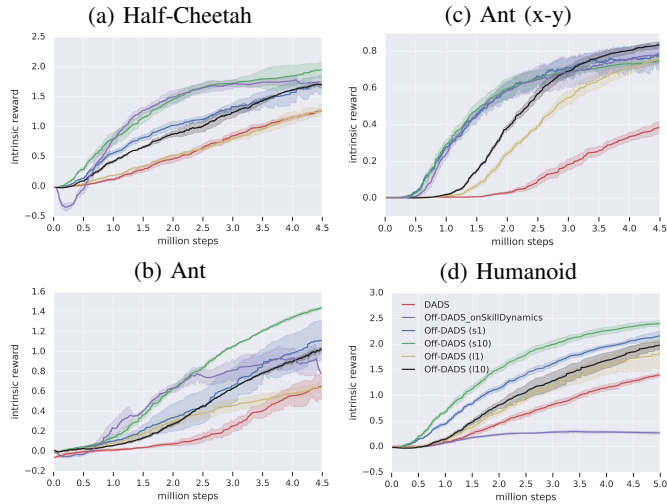 (a) Half-Cheetah
2.5
2.0
1.5
1.0
0.5
0.0
−0.5
intrinsic reward
0.0 0.5 1.0 1.5 2.0 2.5 3.0 3.5 4.0 4.5
million steps
(c) Ant (x-y)
0.8
0.6
0.4
0.2
0.0
intrinsic reward
0.0 0.5 1.0 1.5 2.0 2.5 3.0 3.5 4.0 4.5
million steps
(b) Ant
1.6
1.4
1.2
1.0
0.8
0.6
0.4
0.2
0.0
−0.2
intrinsic reward
0.0 0.5 1.0 1.5 2.0 2.5 3.0 3.5 4.0 4.5
million steps
(d) Humanoid
3.0
2.5
2.0
1.5
1.0
0.5
0.0
−0.5
intrinsic reward
DADS
Off-DADS_onSkillDynamics
Off-DADS (s1)
Off-DADS (s10)
Off-DADS (l1)
Off-DADS (l10)
0.0 0.5 1.0 1.5 2.0 2.5 3.0 3.5 4.0 4.5 5.0
million steps